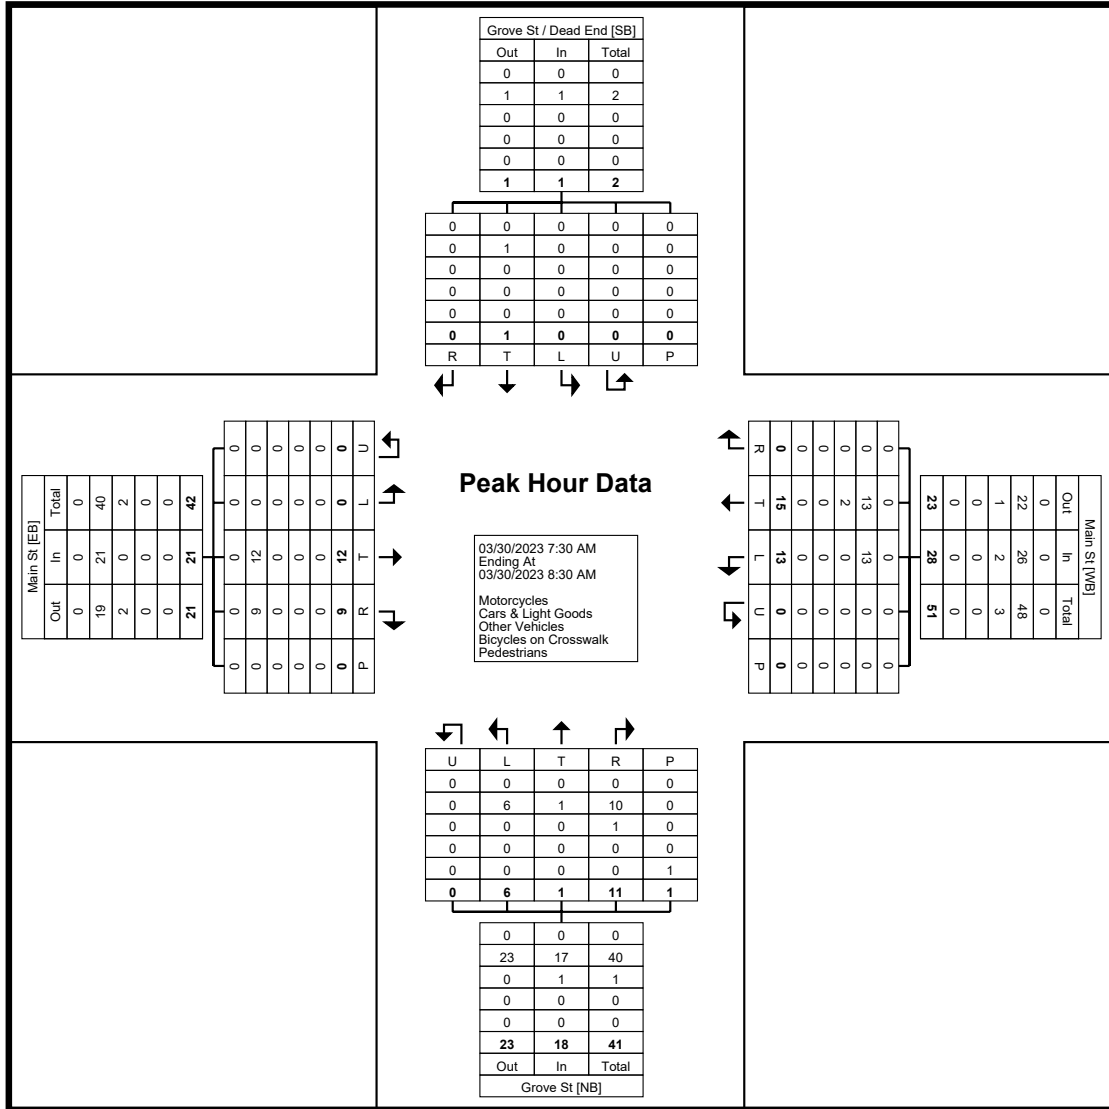 Grove St / Dead End [SB]
Out In Total
0 0 0
1 1 2
0 0 0
0 0 0
0 0 0
1 1 2
0 0 0 0 0
0 1 0 0 0
0 0 0 0 0
0 0 0 0 0
0 0 0 0 0
0 1 0 0 0
R T L U P
Main St [EB]
Out In Total
0 0 0
19 21 40
2 0 2
0 0 0
0 0 0
21 21 42
0 0 0 0 0
0 9 12 0 0
0 0 0 0 0
0 0 0 0 0
0 0 0 0 0
0 9 12 0 0
P R T L U
Peak Hour Data
03/30/2023 7:30 AM
Ending At
03/30/2023 8:30 AM
Motorcycles
Cars & Light Goods
Other Vehicles
Bicycles on Crosswalk
Pedestrians
Main St [WB]
Out In Total
0 0 0
22 26 48
1 2 3
0 0 0
0 0 0
23 28 51
0 0 0 0 0
0 13 13 0 0
0 2 0 0 0
0 0 0 0 0
0 0 0 0 0
0 15 13 0 0
R T L U P
U L T R P
0 0 0 0 0
0 6 1 10 0
0 0 0 1 0
0 0 0 0 0
0 0 0 0 1
0 6 1 11 1
0 0 0
23 17 40
0 1 1
0 0 0
0 0 0
23 18 41
Out In Total
Grove St [NB]